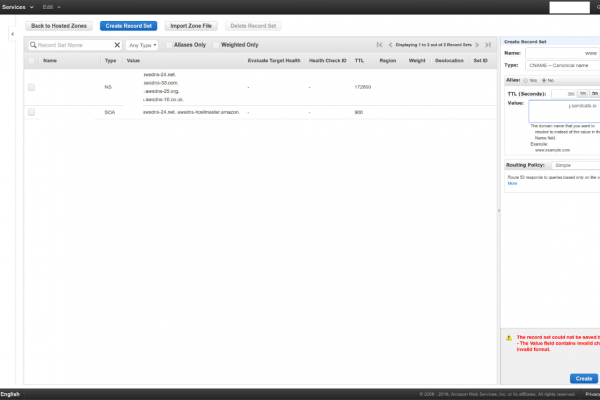 Services Edit
Back to Hosted Zones Create Record Set Import Zone File Delete Record Set
Record Set Name Any Type Aliases Only Weighted Only Displaying 1 to 2 out of 2 Record Sets
Name Type Value Evaluate Target Health Health Check ID TTL Region Weight Geolocation Set ID
NS - - 172800
awsdns-24.net.
awsdns-33.com.
awsdns-25.org.
awsdns-10.co.uk.
SOA awsdns-24.net. awsdns-hostmaster.amazon. - - 900
Create Record Set
Name: www
Type: CNAME – Canonical name
Alias: Yes No
TTL (Seconds): 300 1m 5m
Value:
The domain name that you want to
resolve to instead of the value in the
Name field.
Example:
www.example.com
Routing Policy: Simple
Route 53 responds to queries based only on the v
More
The record set could not be saved b
- The Value field contains invalid ch
invalid format.
Create
English © 2008 - 2016, Amazon Web Services, Inc. or its affiliates. All rights reserved. Privacy